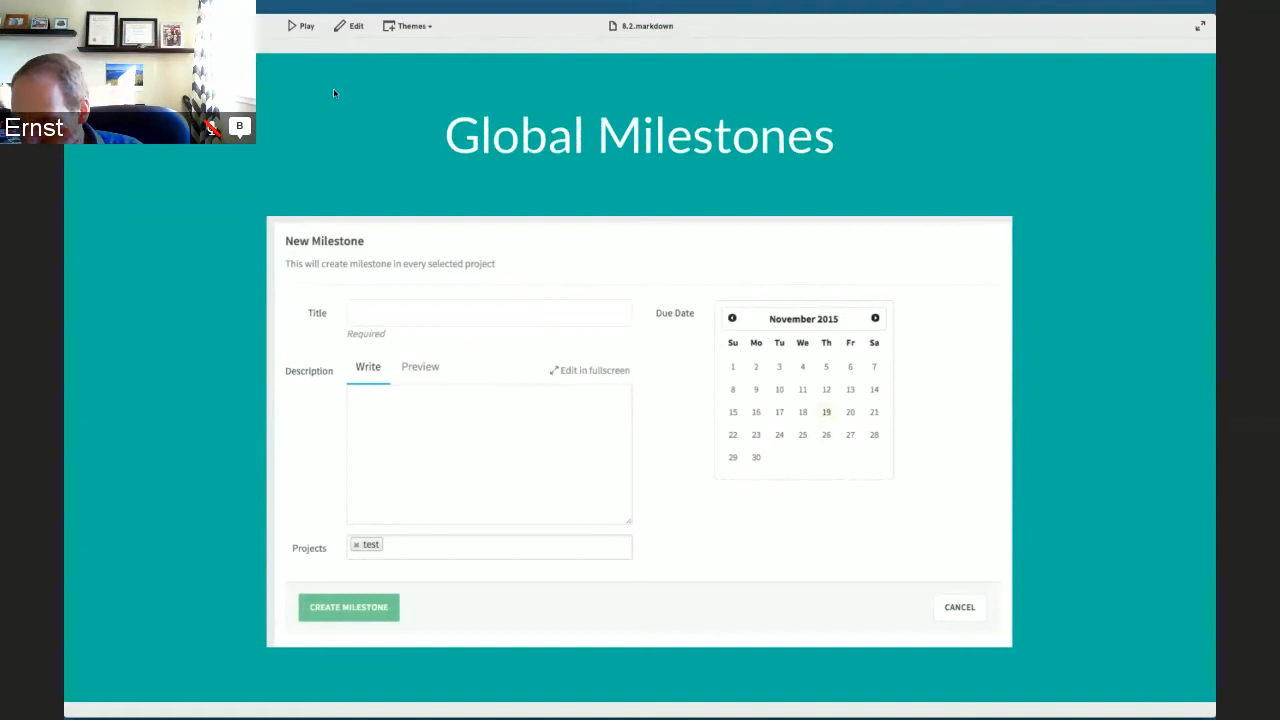 Play Edit Themes 8.2.markdown
Ernst
B
Global Milestones
New Milestone
This will create milestone in every selected project
Title
Required
Due Date
November 2015
Su Mo Tu We Th Fr Sa
1 2 3 4 5 6 7
8 9 10 11 12 13 14
15 16 17 18 19 20 21
22 23 24 25 26 27 28
29 30
Description
Write Preview Edit in fullscreen
Projects
test
CREATE MILESTONE
CANCEL